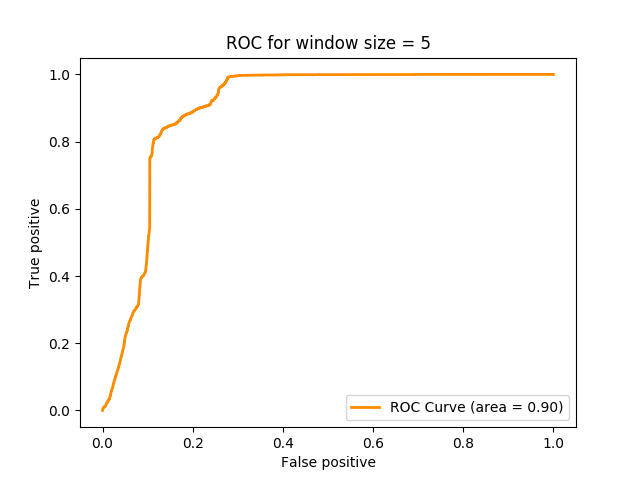 ROC for window size = 5
True positive
1.0
0.8
0.6
0.4
0.2
0.0
ROC Curve (area = 0.90)
0.0 0.2 0.4 0.6 0.8 1.0
False positive